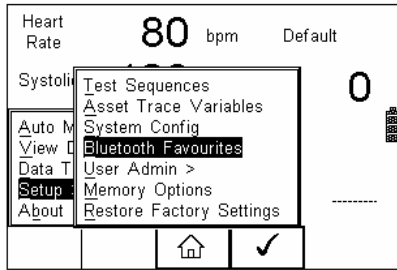 Heart
Rate
80 bpm
Default
Systoli
0
Test Sequences
Asset Trace Variables
System Config
Bluetooth Favourites
User Admin >
Memory Options
Restore Factory Settings
Auto M
View D
Data T
Setup
About
--------